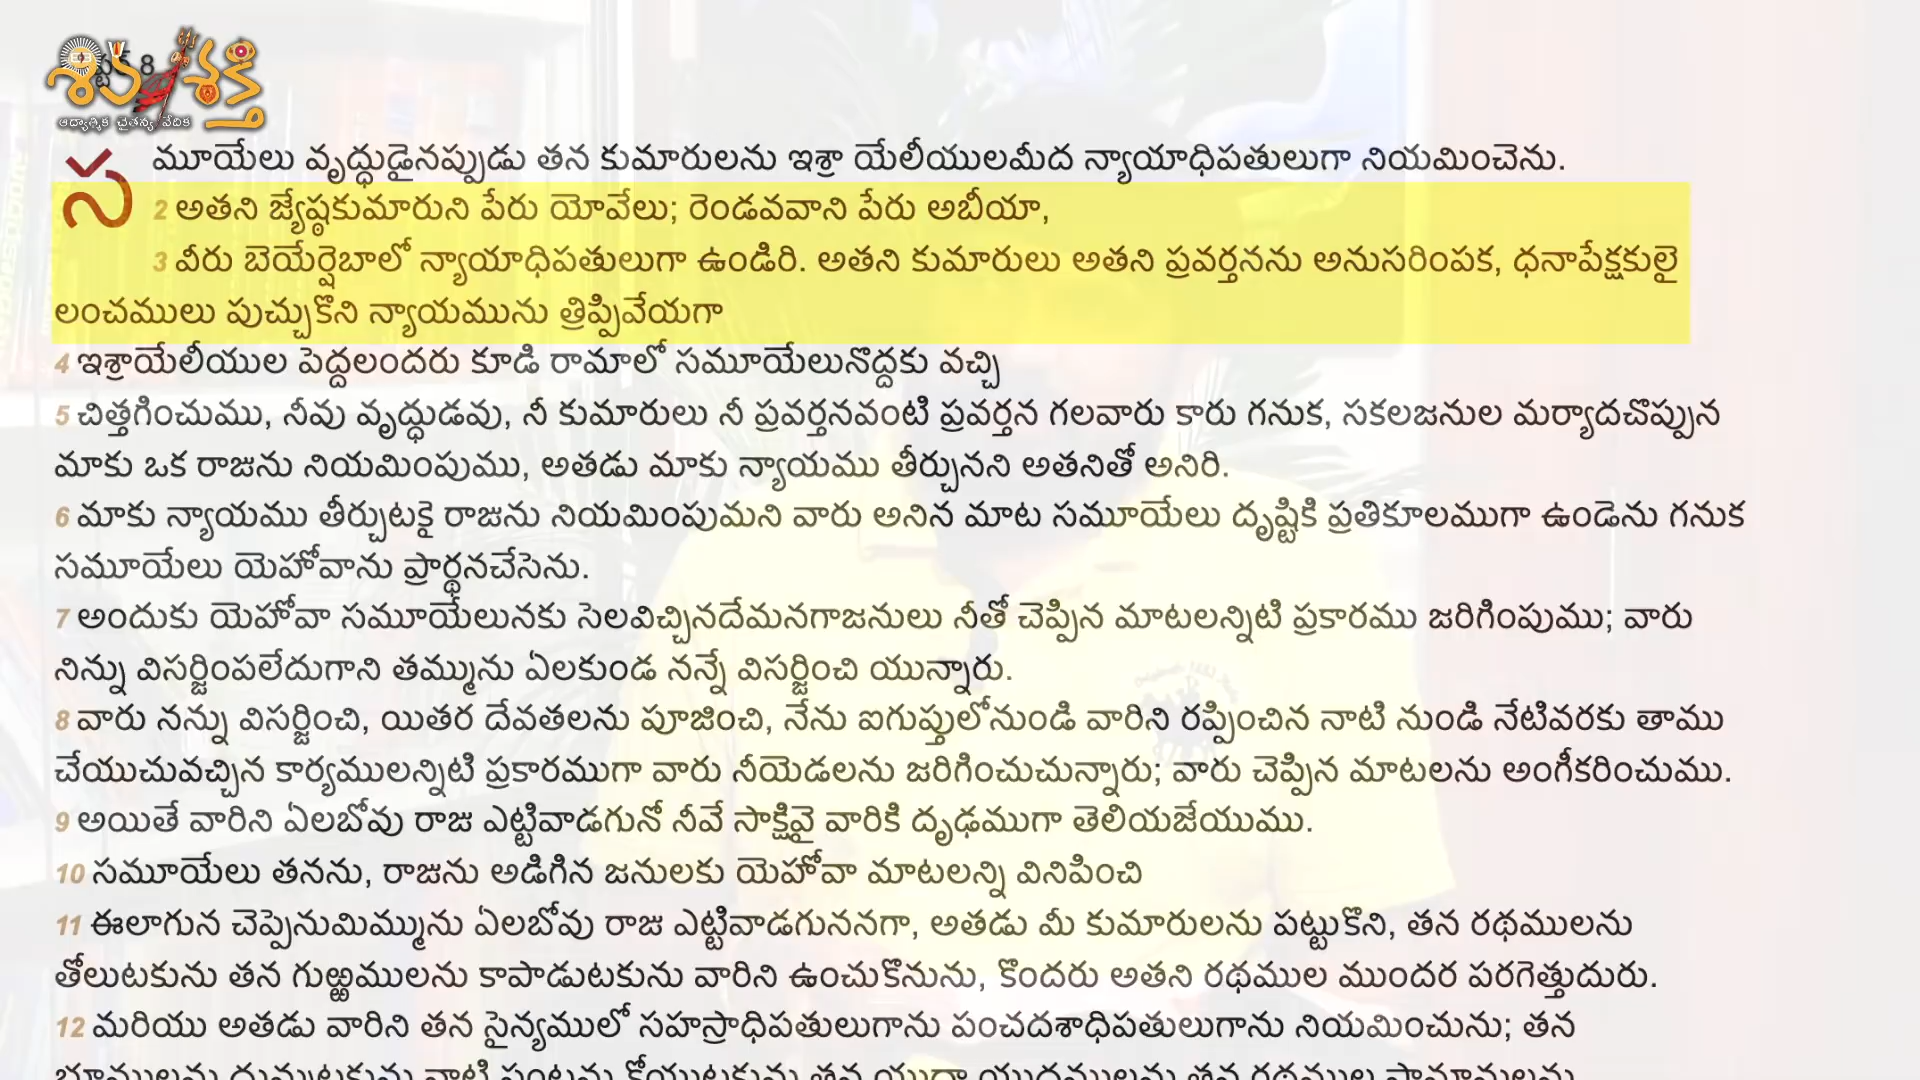 శివశక్తి
ఆధ్యాత్మిక చైతన్య వేదిక
8
సమూయేలు వృద్ధుడైనప్పుడు తన కుమారులను ఇశ్రా యేలీయులమీద న్యాయాధిపతులుగా నియమించెను.
2 అతని జ్యేష్ఠకుమారుని పేరు యోవేలు; రెండవవాని పేరు అబీయా,
3 వీరు బెయేర్షెబాలో న్యాయాధిపతులుగా ఉండిరి. అతని కుమారులు అతని ప్రవర్తనను అనుసరింపక, ధనాపేక్షకులై
లంచములు పుచ్చుకొని న్యాయమును త్రిప్పివేయగా
4 ఇశ్రాయేలీయుల పెద్దలందరు కూడి రామాలో సమూయేలునొద్దకు వచ్చి
5 చిత్తగించుము, నీవు వృద్ధుడవు, నీ కుమారులు నీ ప్రవర్తనవంటి ప్రవర్తన గలవారు కారు గనుక, సకలజనుల మర్యాదచొప్పున
మాకు ఒక రాజును నియమింపుము, అతడు మాకు న్యాయము తీర్చునని అతనితో అనిరి.
6 మాకు న్యాయము తీర్చుటకై రాజును నియమింపుమని వారు అనిన మాట సమూయేలు దృష్టికి ప్రతికూలముగా ఉండెను గనుక
సమూయేలు యెహోవాను ప్రార్థనచేసెను.
7 అందుకు యెహోవా సమూయేలునకు సెలవిచ్చినదేమనగాజనులు నీతో చెప్పిన మాటలన్నిటి ప్రకారము జరిగింపుము; వారు
నిన్ను విసర్జింపలేదుగాని తమ్మును ఏలకుండ నన్నే విసర్జించి యున్నారు.
8 వారు నన్ను విసర్జించి, యితర దేవతలను పూజించి, నేను ఐగుప్తులోనుండి వారిని రప్పించిన నాటి నుండి నేటివరకు తాము
చేయుచువచ్చిన కార్యములన్నిటి ప్రకారముగా వారు నీయెడలను జరిగించుచున్నారు; వారు చెప్పిన మాటలను అంగీకరించుము.
9 అయితే వారిని ఏలబోవు రాజు ఎట్టివాడగునో నీవే సాక్షివై వారికి దృఢముగా తెలియజేయుము.
10 సమూయేలు తనను, రాజును అడిగిన జనులకు యెహోవా మాటలన్ని వినిపించి
11 ఈలాగున చెప్పెనుమిమ్మును ఏలబోవు రాజు ఎట్టివాడగుననగా, అతడు మీ కుమారులను పట్టుకొని, తన రథములను
తోలుటకును తన గుఱ్ఱములను కాపాడుటకును వారిని ఉంచుకొనును, కొందరు అతని రథముల ముందర పరగెత్తుదురు.
12 మరియు అతడు వారిని తన సైన్యములో సహస్రాధిపతులుగాను పంచదశాధిపతులుగాను నియమించును; తన